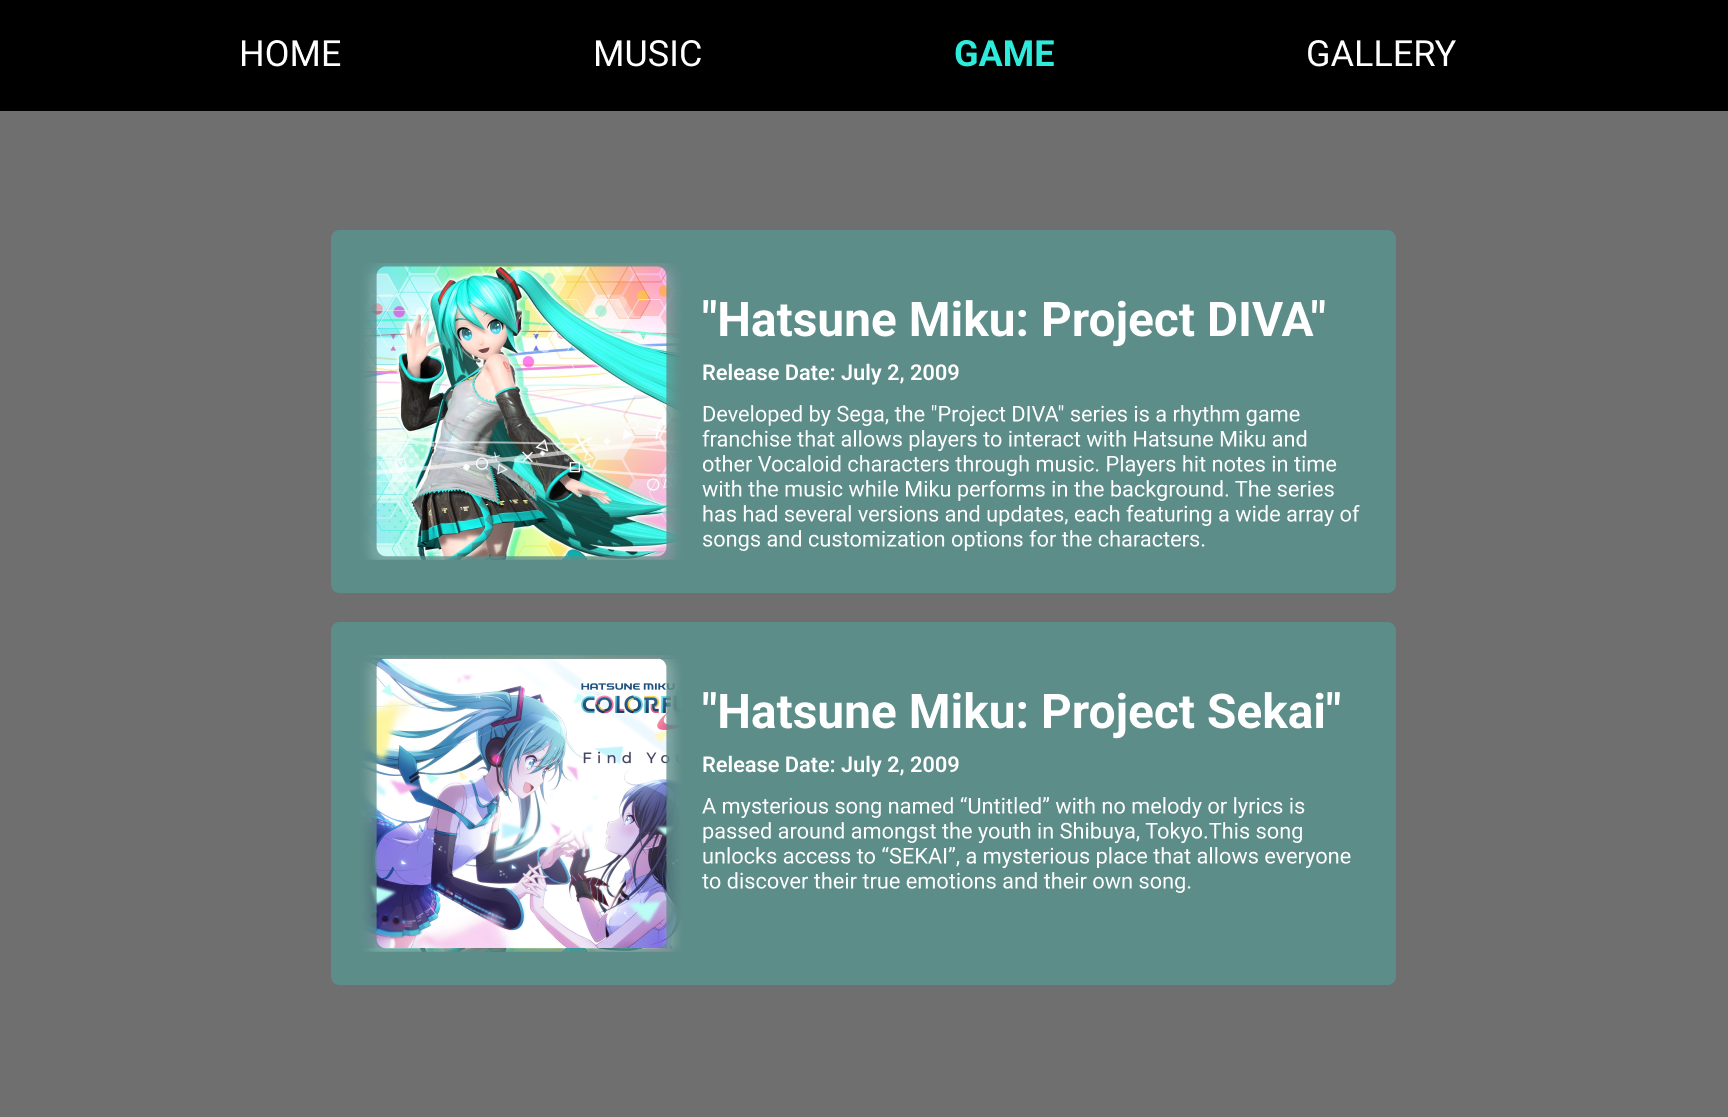 HOME MUSIC GAME GALLERY
"Hatsune Miku: Project DIVA"
Release Date: July 2, 2009
Developed by Sega, the "Project DIVA" series is a rhythm game
franchise that allows players to interact with Hatsune Miku and
other Vocaloid characters through music. Players hit notes in time
with the music while Miku performs in the background. The series
has had several versions and updates, each featuring a wide array of
songs and customization options for the characters.
HATSUNE MIKU
COLORFU
Find You
"Hatsune Miku: Project Sekai"
Release Date: July 2, 2009
A mysterious song named “Untitled” with no melody or lyrics is
passed around amongst the youth in Shibuya, Tokyo.This song
unlocks access to “SEKAI”, a mysterious place that allows everyone
to discover their true emotions and their own song.